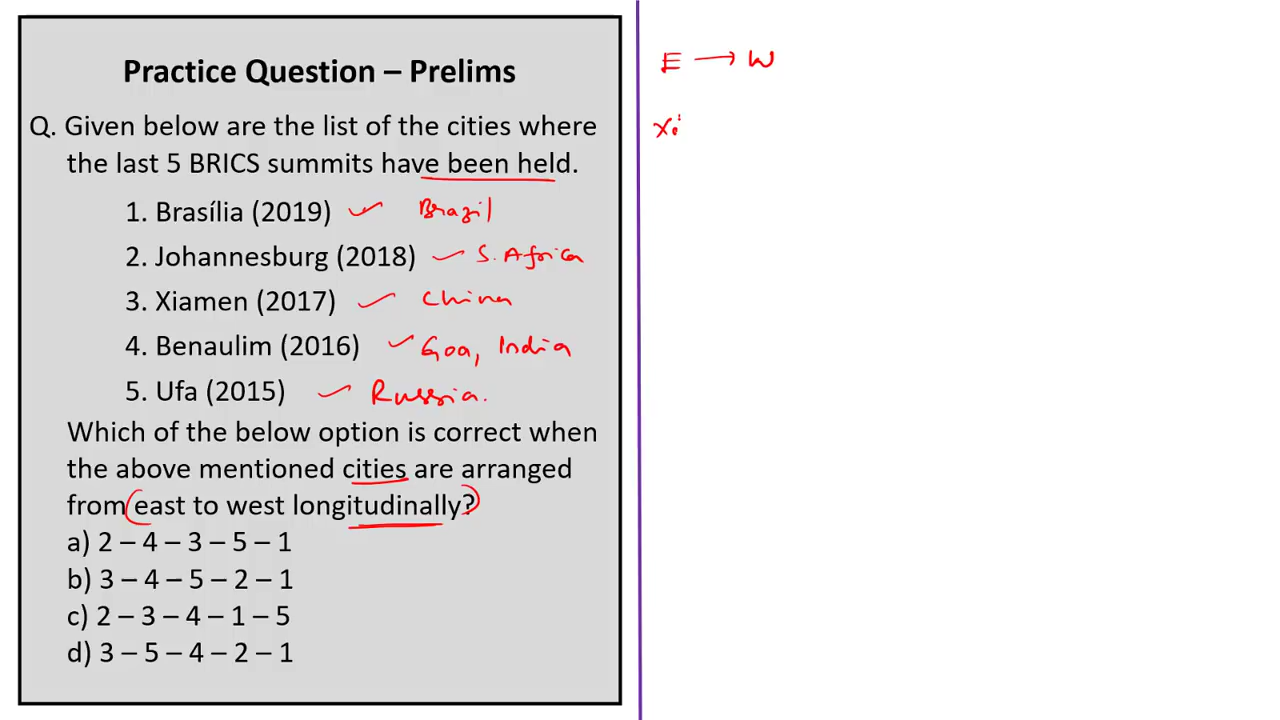 Practice Question – Prelims
Q. Given below are the list of the cities where
the last 5 BRICS summits have been held.
1. Brasília (2019) Brazil
2. Johannesburg (2018) S. Africa
3. Xiamen (2017) China
4. Benaulim (2016) Goa, India
5. Ufa (2015) Russia.
Which of the below option is correct when
the above mentioned cities are arranged
from east to west longitudinally?
a) 2 – 4 – 3 – 5 – 1
b) 3 – 4 – 5 – 2 – 1
c) 2 – 3 – 4 – 1 – 5
d) 3 – 5 – 4 – 2 – 1
E → W
Xi